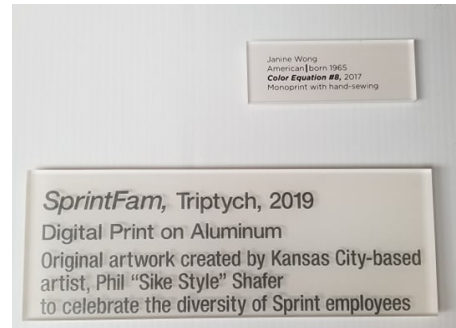 Janine Wong
American|born 1965
Color Equation #8, 2017
Monoprint with hand-sewing
SprintFam, Triptych, 2019
Digital Print on Aluminum
Original artwork created by Kansas City-based
artist, Phil “Sike Style” Shafer
to celebrate the diversity of Sprint employees